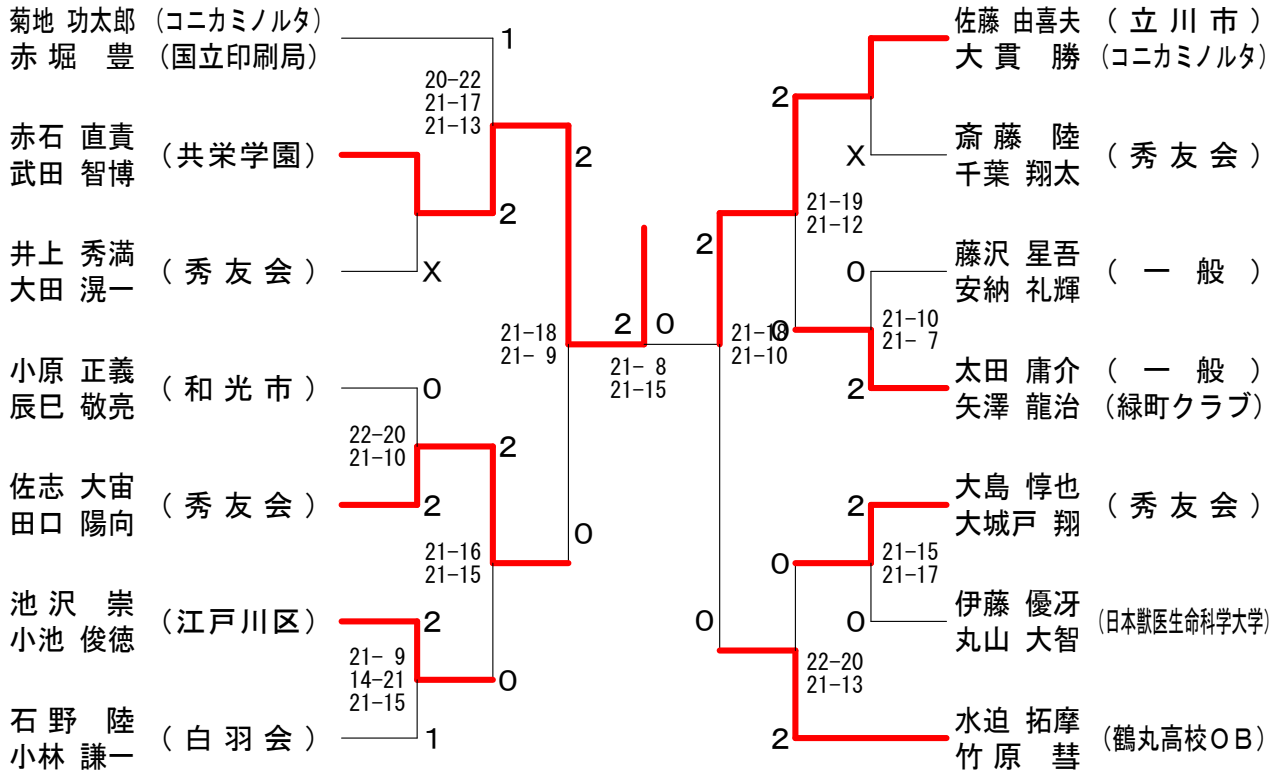 菊地 功太郎 (コニカミノルタ)
赤堀 豊 (国立印刷局)
1
20-22
21-17
21-13
赤石 直責
武田 智博
(共栄学園)
2
2
井上 秀満
大田 滉一
(秀友会)
X
21-18
21- 9
小原 正義
辰巳 敬亮
(和光市)
0
22-20
21-10
2
佐志 大宙
田口 陽向
(秀友会)
2
0
21-16
21-15
池沢 崇
小池 俊徳
(江戸川区)
2
21- 9
14-21
21-15
0
石野 陸
小林 謙一
(白羽会)
1
2 0
21- 8
21-15
佐藤 由喜夫 (立川市)
大貫 勝 (コニカミノルタ)
2
斎藤 陸
千葉 翔太
(秀友会)
X
21-19
21-12
2
藤沢 星吾
安納 礼輝
(一般)
0
21-10
21- 7
0
21-18
21-10
太田 庸介 (一般)
矢澤 龍治 (緑町クラブ)
2
大島 惇也
大城戸 翔
(秀友会)
2
21-15
21-17
0
伊藤 優冴
丸山 大智
(日本獣医生命科学大学)
0
0
22-20
21-13
水迫 拓摩
竹原 彗
(鶴丸高校OB)
2